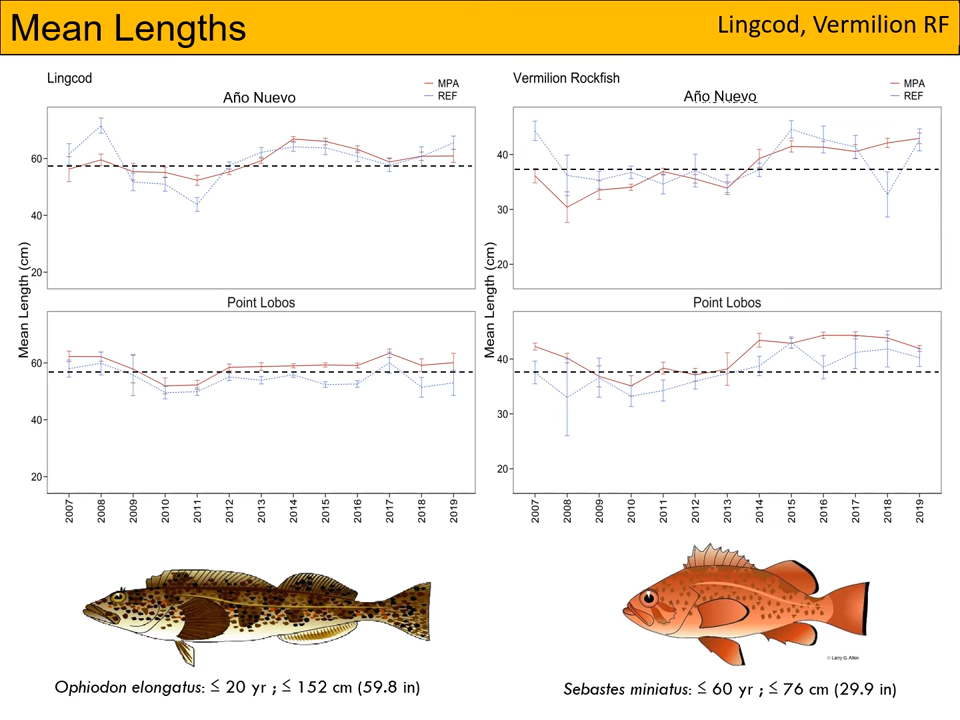 Mean Lengths
Lingcod, Vermilion RF
Lingcod
MPA
REF
Año Nuevo
60
40
20
Mean Length (cm)
Point Lobos
60
40
20
2007 2008 2009 2010 2011 2012 2013 2014 2015 2016 2017 2018 2019
Vermilion Rockfish
MPA
REF
Año Nuevo
40
30
20
Mean Length (cm)
Point Lobos
40
30
20
2007 2008 2009 2010 2011 2012 2013 2014 2015 2016 2017 2018 2019
© Larry G. Allen
Ophiodon elongatus: ≤ 20 yr ; ≤ 152 cm (59.8 in)
Sebastes miniatus: ≤ 60 yr ; ≤ 76 cm (29.9 in)